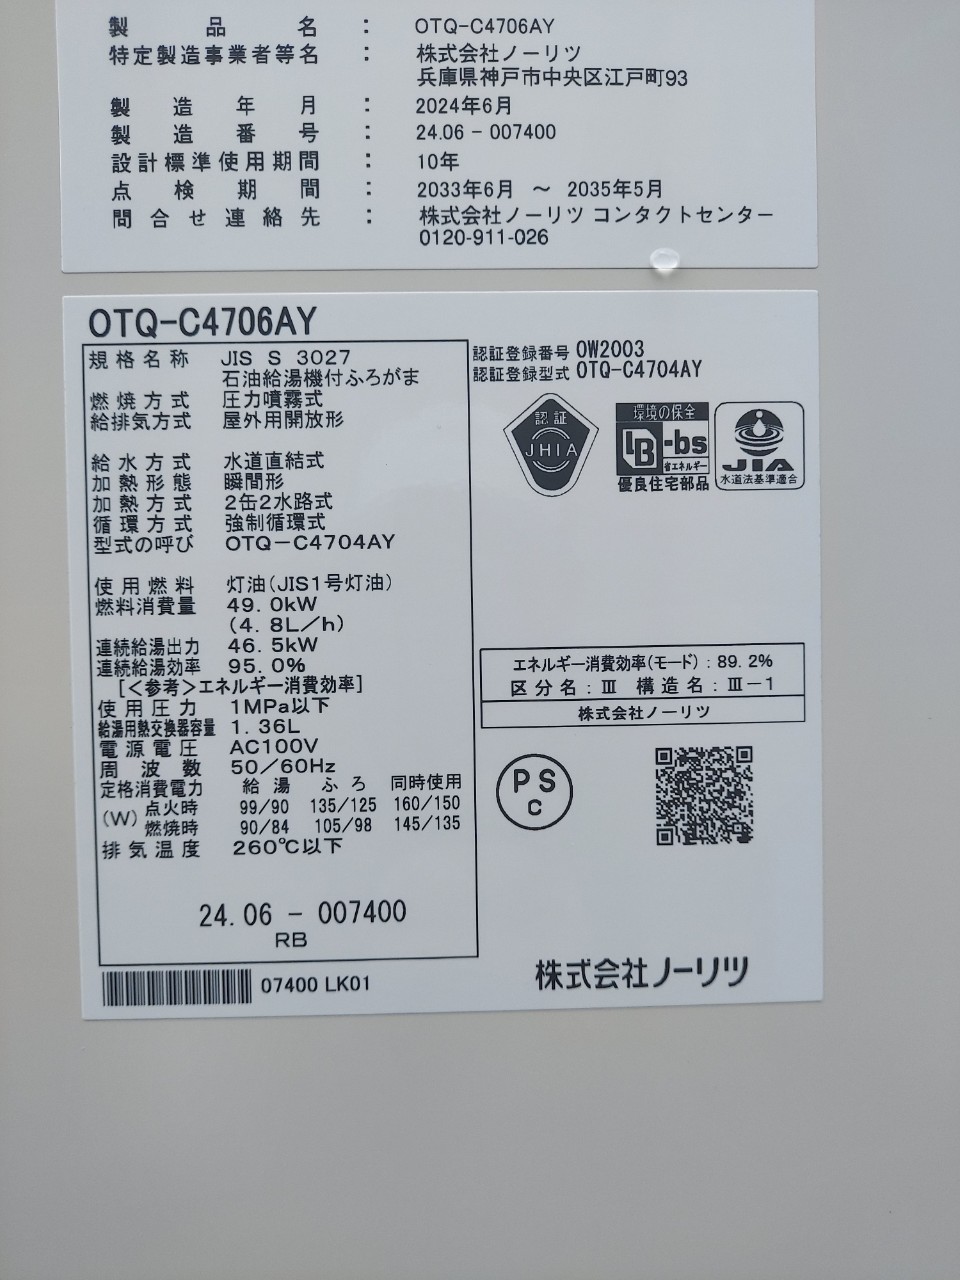 製品名 : OTQ-C4706AY
特定製造事業者等名 : 株式会社ノーリツ
兵庫県神戸市中央区江戸町93
製造年月 : 2024年6月
製造番号 : 24.06 - 007400
設計標準使用期間 : 10年
点検期間 : 2033年6月 ～ 2035年5月
問合せ連絡先 : 株式会社ノーリツ コンタクトセンター
0120-911-026
OTQ-C4706AY
規格名称 JIS S 3027
石油給湯機付ふろがま
燃焼方式 圧力噴霧式
給排気方式 屋外用開放形
給水方式 水道直結式
加熱形態 瞬間形
加熱方式 2缶2水路式
循環方式 強制循環式
型式の呼び OTQ-C4704AY
使用燃料 灯油(JIS1号灯油)
燃料消費量 49.0kW
(4.8L/h)
連続給湯出力 46.5kW
連続給湯効率 95.0%
[<参考>エネルギー消費効率]
使用圧力 1MPa以下
給湯用熱交換器容量 1.36L
電源電圧 AC100V
周波数 50/60Hz
定格消費電力 給湯 ふろ 同時使用
(W) 点火時 99/90 135/125 160/150
燃焼時 90/84 105/98 145/135
排気温度 260℃以下
24.06 - 007400
RB
07400 LK01
認証登録番号 OW2003
認証登録型式 OTQ-C4704AY
認証
JHIA
環境の保全
BL-bs
省エネルギー
優良住宅部品
JIA
水道法基準適合
エネルギー消費効率(モード):89.2%
区分名:Ⅲ 構造名:Ⅲ-1
株式会社ノーリツ
PS
C
株式会社ノーリツ